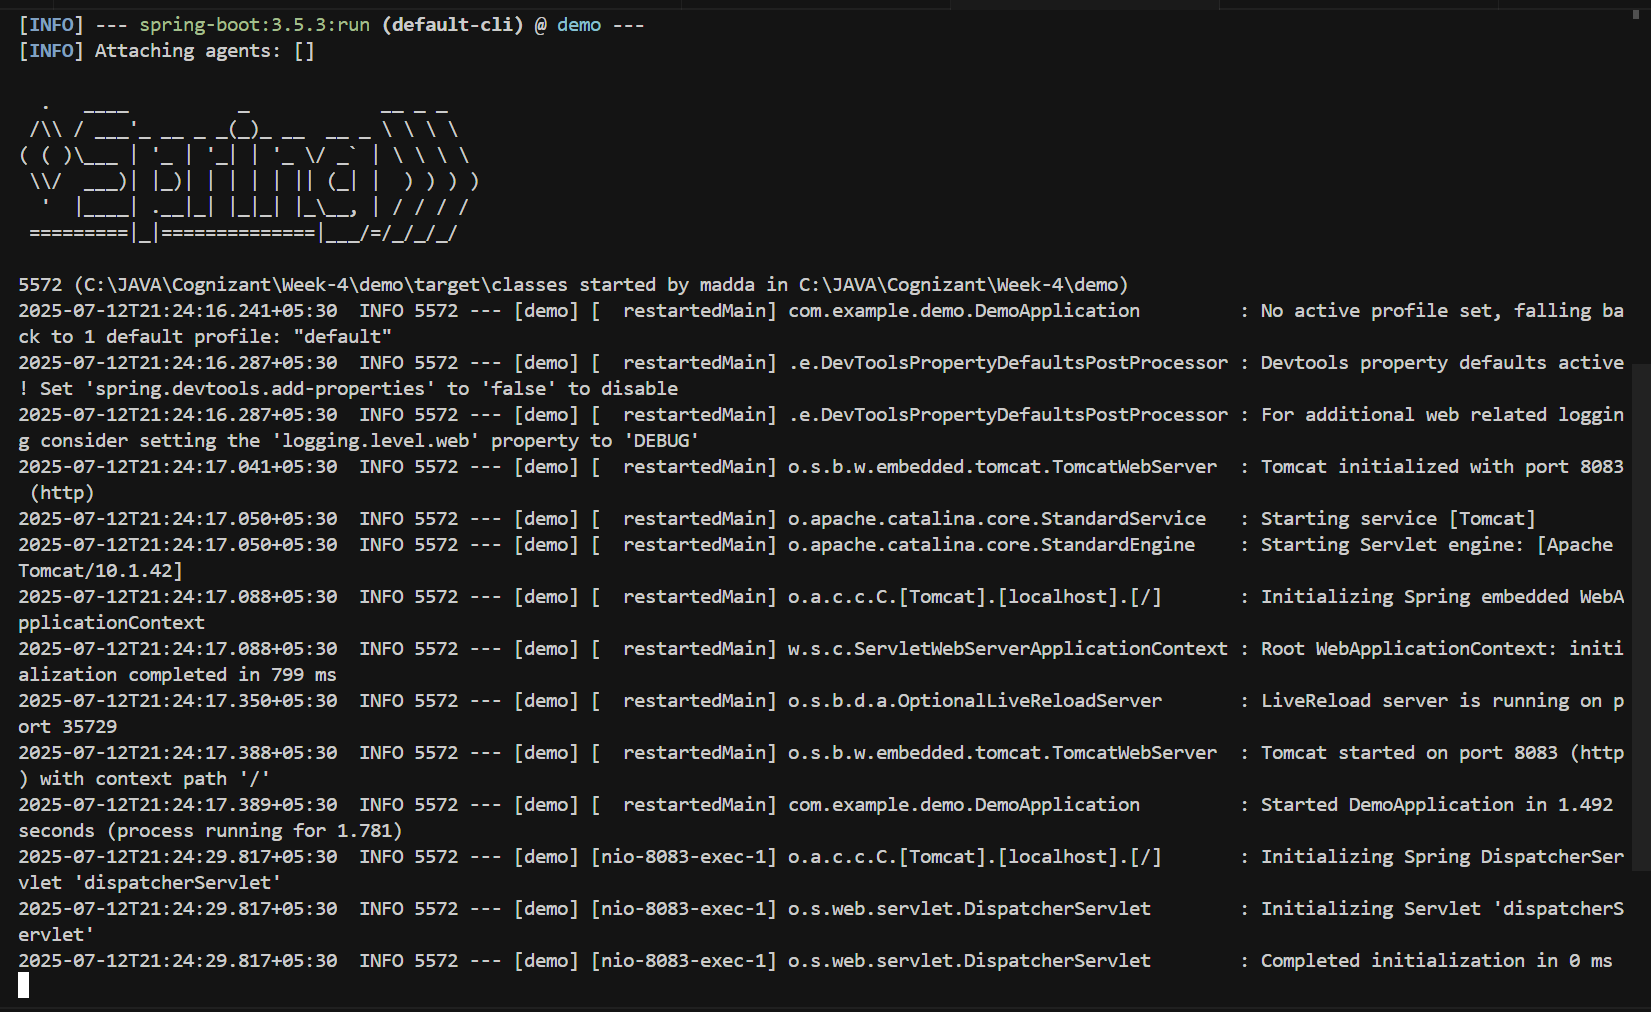 [INFO] --- spring-boot:3.5.3:run (default-cli) @ demo ---
[INFO] Attaching agents: []

  .   ____          _            __ _ _
 /\\ / ___'_ __ _ _(_)_ __  __ _ \ \ \ \
( ( )\___ | '_ | '_| | '_ \/ _` | \ \ \ \
 \\/  ___)| |_)| | | | | || (_| |  ) ) ) )
  '  |____| .__|_| |_|_| |_\__, | / / / /
 =========|_|==============|___/=/_/_/_/

5572 (C:\JAVA\Cognizant\Week-4\demo\target\classes started by madda in C:\JAVA\Cognizant\Week-4\demo)
2025-07-12T21:24:16.241+05:30  INFO 5572 --- [demo] [  restartedMain] com.example.demo.DemoApplication         : No active profile set, falling ba
ck to 1 default profile: "default"
2025-07-12T21:24:16.287+05:30  INFO 5572 --- [demo] [  restartedMain] .e.DevToolsPropertyDefaultsPostProcessor : Devtools property defaults active
! Set 'spring.devtools.add-properties' to 'false' to disable
2025-07-12T21:24:16.287+05:30  INFO 5572 --- [demo] [  restartedMain] .e.DevToolsPropertyDefaultsPostProcessor : For additional web related loggin
g consider setting the 'logging.level.web' property to 'DEBUG'
2025-07-12T21:24:17.041+05:30  INFO 5572 --- [demo] [  restartedMain] o.s.b.w.embedded.tomcat.TomcatWebServer  : Tomcat initialized with port 8083
 (http)
2025-07-12T21:24:17.050+05:30  INFO 5572 --- [demo] [  restartedMain] o.apache.catalina.core.StandardService   : Starting service [Tomcat]
2025-07-12T21:24:17.050+05:30  INFO 5572 --- [demo] [  restartedMain] o.apache.catalina.core.StandardEngine    : Starting Servlet engine: [Apache
Tomcat/10.1.42]
2025-07-12T21:24:17.088+05:30  INFO 5572 --- [demo] [  restartedMain] o.a.c.c.C.[Tomcat].[localhost].[/]       : Initializing Spring embedded WebA
pplicationContext
2025-07-12T21:24:17.088+05:30  INFO 5572 --- [demo] [  restartedMain] w.s.c.ServletWebServerApplicationContext : Root WebApplicationContext: initi
alization completed in 799 ms
2025-07-12T21:24:17.350+05:30  INFO 5572 --- [demo] [  restartedMain] o.s.b.d.a.OptionalLiveReloadServer       : LiveReload server is running on p
ort 35729
2025-07-12T21:24:17.388+05:30  INFO 5572 --- [demo] [  restartedMain] o.s.b.w.embedded.tomcat.TomcatWebServer  : Tomcat started on port 8083 (http
) with context path '/'
2025-07-12T21:24:17.389+05:30  INFO 5572 --- [demo] [  restartedMain] com.example.demo.DemoApplication         : Started DemoApplication in 1.492
seconds (process running for 1.781)
2025-07-12T21:24:29.817+05:30  INFO 5572 --- [demo] [nio-8083-exec-1] o.a.c.c.C.[Tomcat].[localhost].[/]       : Initializing Spring DispatcherSer
vlet 'dispatcherServlet'
2025-07-12T21:24:29.817+05:30  INFO 5572 --- [demo] [nio-8083-exec-1] o.s.web.servlet.DispatcherServlet        : Initializing Servlet 'dispatcherS
ervlet'
2025-07-12T21:24:29.817+05:30  INFO 5572 --- [demo] [nio-8083-exec-1] o.s.web.servlet.DispatcherServlet        : Completed initialization in 0 ms